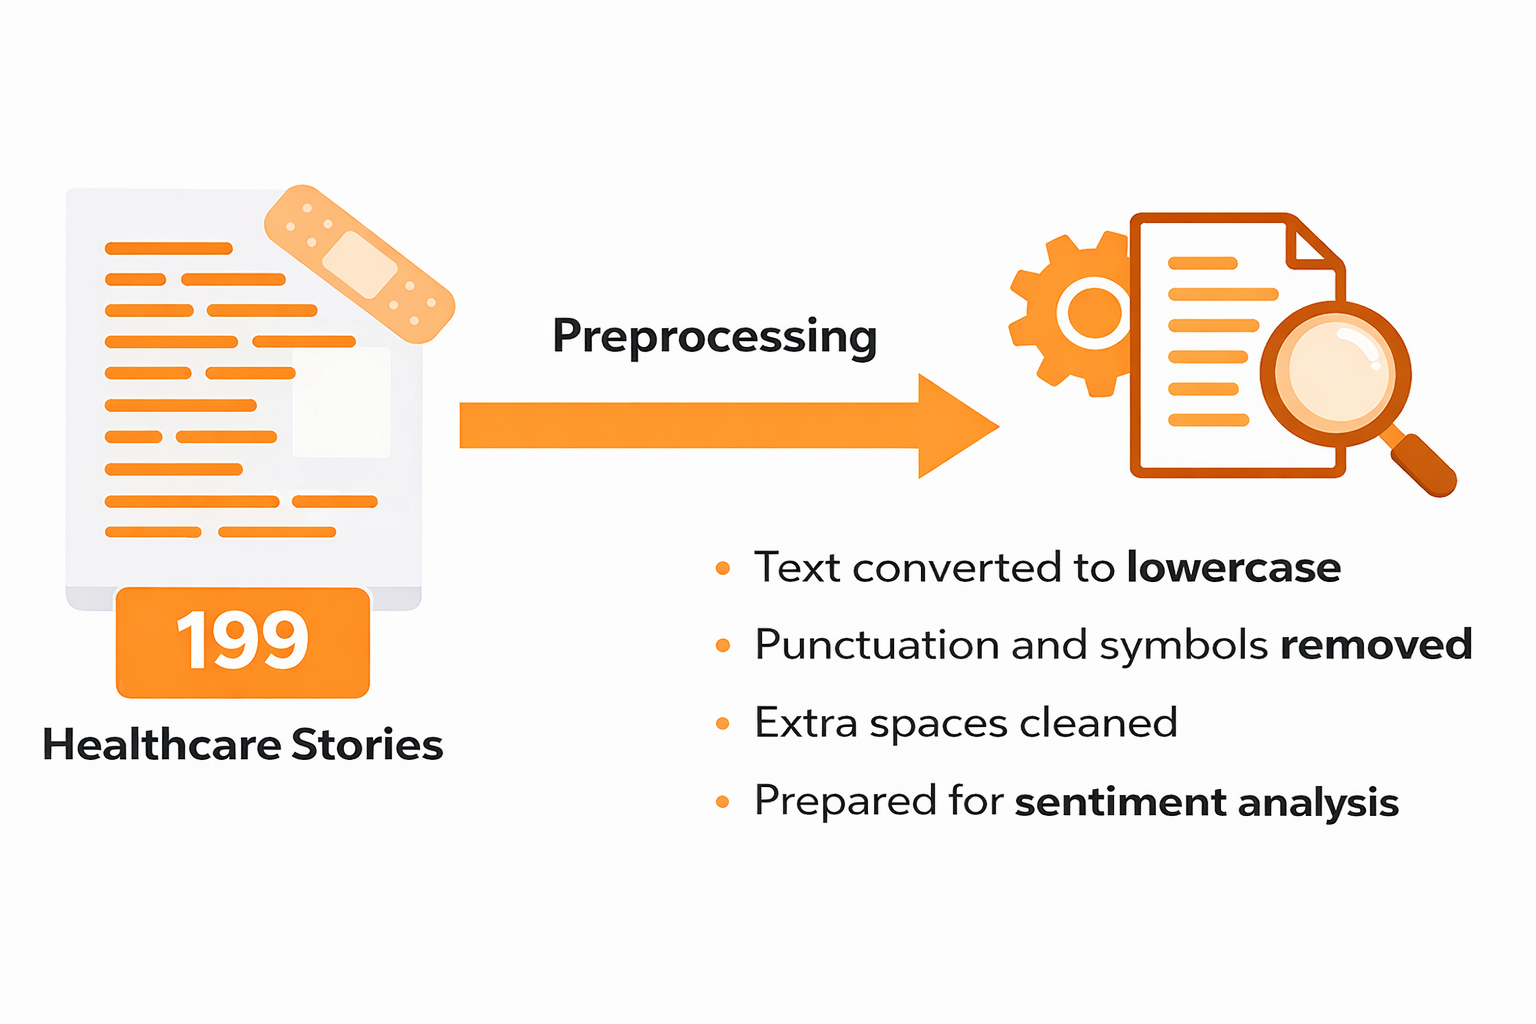 Preprocessing
199
Healthcare Stories
• Text converted to lowercase
• Punctuation and symbols removed
• Extra spaces cleaned
• Prepared for sentiment analysis